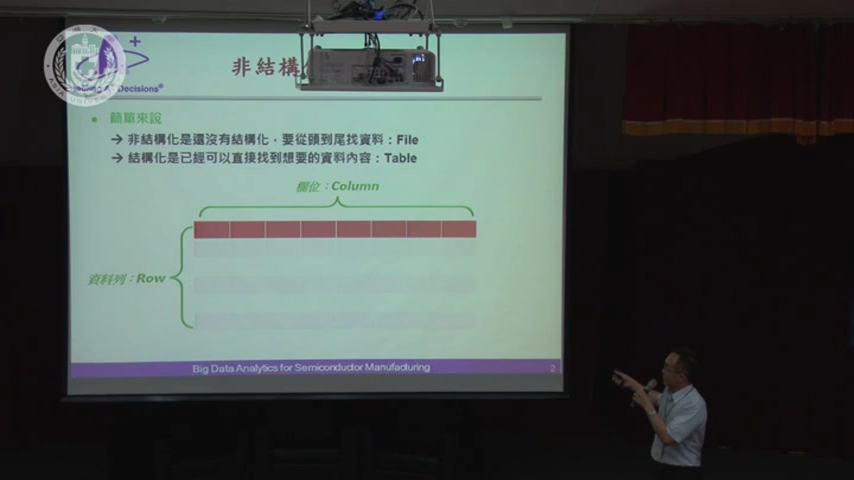 非結構
Decisions®
• 簡單來說
→ 非結構化是還沒有結構化，要從頭到尾找資料：File
→ 結構化是已經可以直接找到想要的資料內容：Table
欄位：Column
資料列：Row
Big Data Analytics for Semiconductor Manufacturing
2